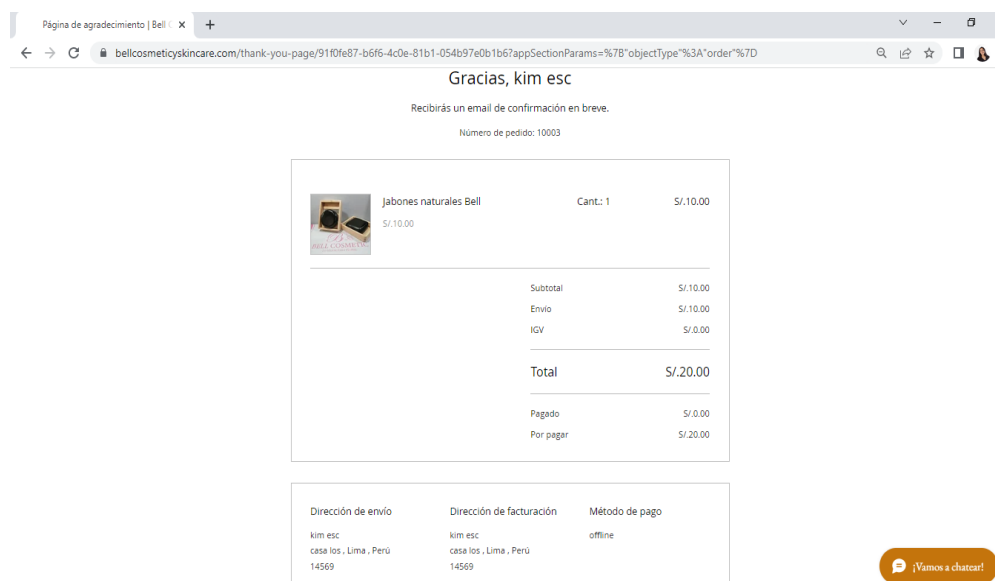 Página de agradecimiento | Bell C
bellcosmeticyskincare.com/thank-you-page/91f0fe87-b6f6-4c0e-81b1-054b97e0b1b6?appSectionParams=%7B"objectType"%3A"order"%7D
Gracias, kim esc
Recibirás un email de confirmación en breve.
Número de pedido: 10003
Jabones naturales Bell Cant.: 1 S/.10.00
S/.10.00
BELL COSMETIC
Subtotal S/.10.00
Envío S/.10.00
IGV S/.0.00
Total S/.20.00
Pagado S/.0.00
Por pagar S/.20.00
Dirección de envío Dirección de facturación Método de pago
kim esc kim esc offline
casa los , Lima , Perú casa los , Lima , Perú
14569 14569
¡Vamos a chatear!